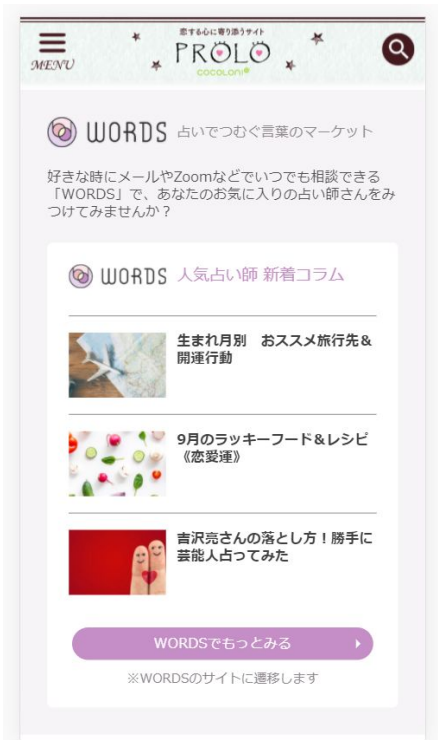 恋する心に寄り添うサイト
MENU
PROLO
cocoloni®
WORDS 占いでつむぐ言葉のマーケット
好きな時にメールやZoomなどでいつでも相談できる
「WORDS」で、あなたのお気に入りの占い師さんをみ
つけてみませんか？
WORDS 人気占い師 新着コラム
生まれ月別　おススメ旅行先＆
開運行動
9月のラッキーフード＆レシピ
《恋愛運》
吉沢亮さんの落とし方！勝手に
芸能人占ってみた
WORDSでもっとみる
※WORDSのサイトに遷移します